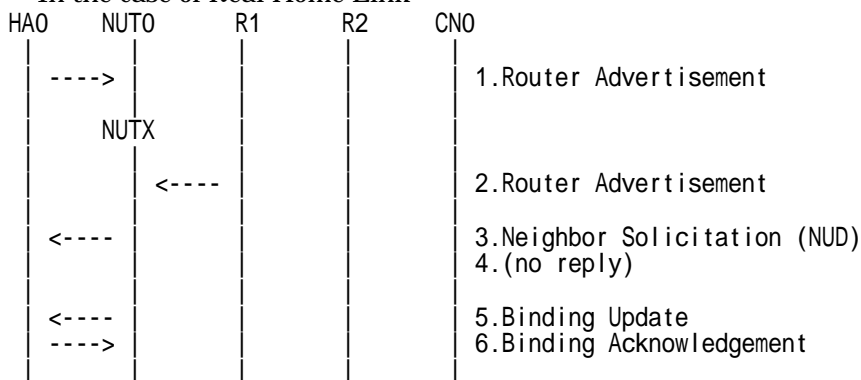 In the case of Real Home Link
HA0 NUT0 R1 R2 CN0
----> 1.Router Advertisement
NUTX
<---- 2.Router Advertisement
<---- 3.Neighbor Solicitation (NUD)
4.(no reply)
<---- 5.Binding Update
----> 6.Binding Acknowledgement